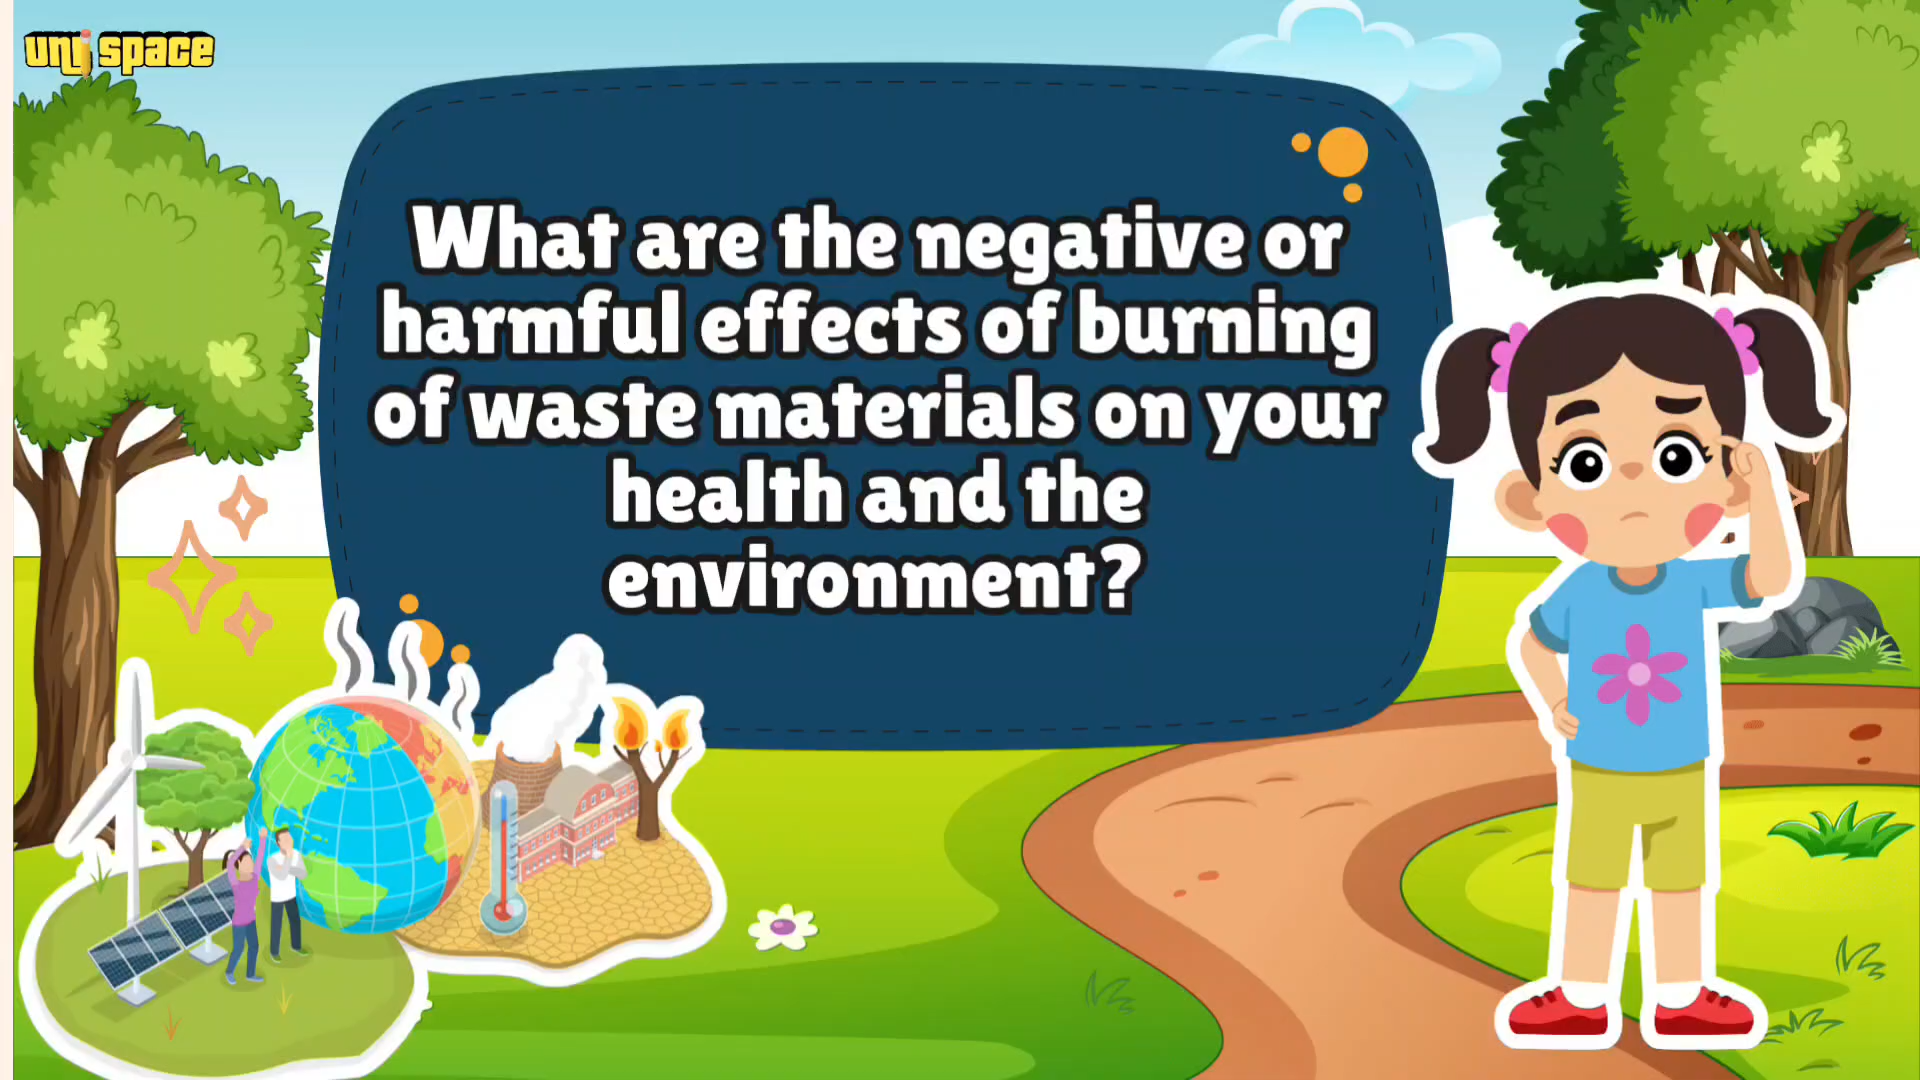 uni space
What are the negative or
harmful effects of burning
of waste materials on your
health and the
environment?